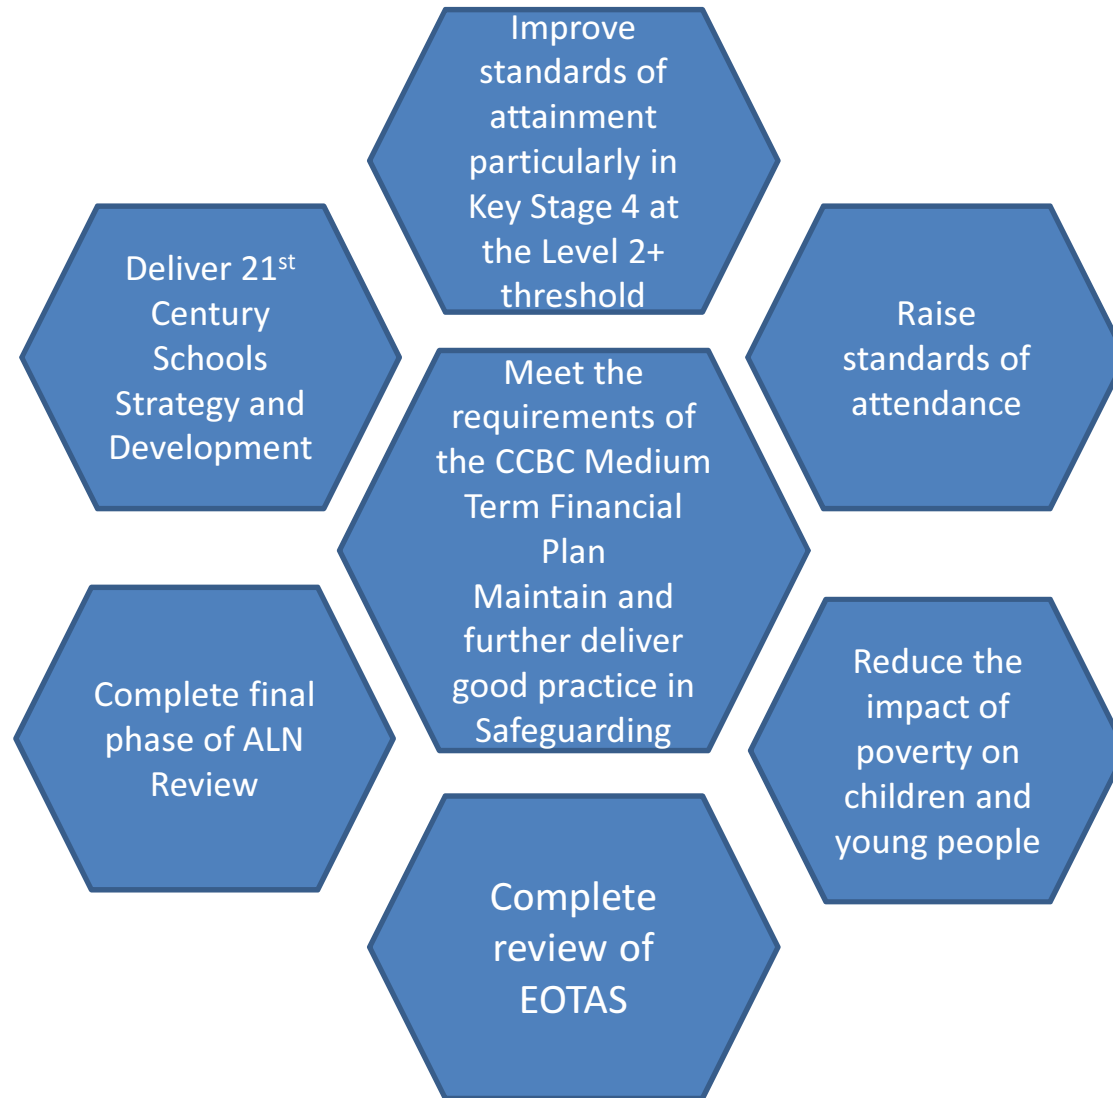 Improve
standards of
attainment
particularly in
Key Stage 4 at
the Level 2+
threshold
Deliver 21st
Century
Schools
Strategy and
Development
Raise
standards of
attendance
Meet the
requirements of
the CCBC Medium
Term Financial
Plan
Maintain and
further deliver
good practice in
Safeguarding
Complete final
phase of ALN
Review
Reduce the
impact of
poverty on
children and
young people
Complete
review of
EOTAS